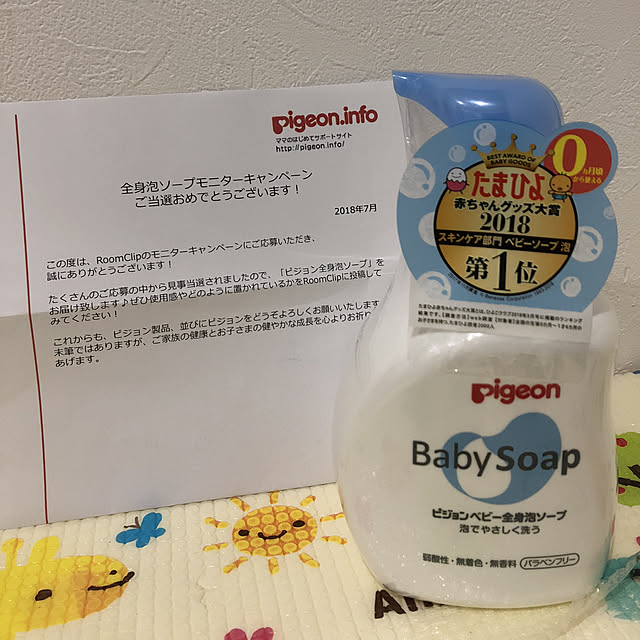 pigeon.info
ママのはじめてサポートサイト
http://pigeon.info/
全身泡ソープモニターキャンペーン
ご当選おめでとうございます！
2018年7月
この度は、RoomClipのモニターキャンペーンにご応募いただき、
誠にありがとうございます！
たくさんのご応募の中から見事当選されましたので、「ピジョン全身泡ソープ」を
お届け致します♪ぜひ使用感やどのように置かれているかをRoomClipに投稿して
みてください！
これからも、ピジョン製品、並びにピジョンをどうぞよろしくお願いいたします
末筆ではありますが、ご家族の健康とお子さまの健やかな成長を心よりお祈り
あげます。
BEST AWARD OF
BABY GOODS
0ヵ月頃
から使える
たまひよ
赤ちゃんグッズ大賞
2018
スキンケア部門 ベビーソープ 泡
第1位
pigeon
Baby Soap
ピジョンベビー全身泡ソープ
泡でやさしく洗う
弱酸性・無着色・無香料 パラベンフリー